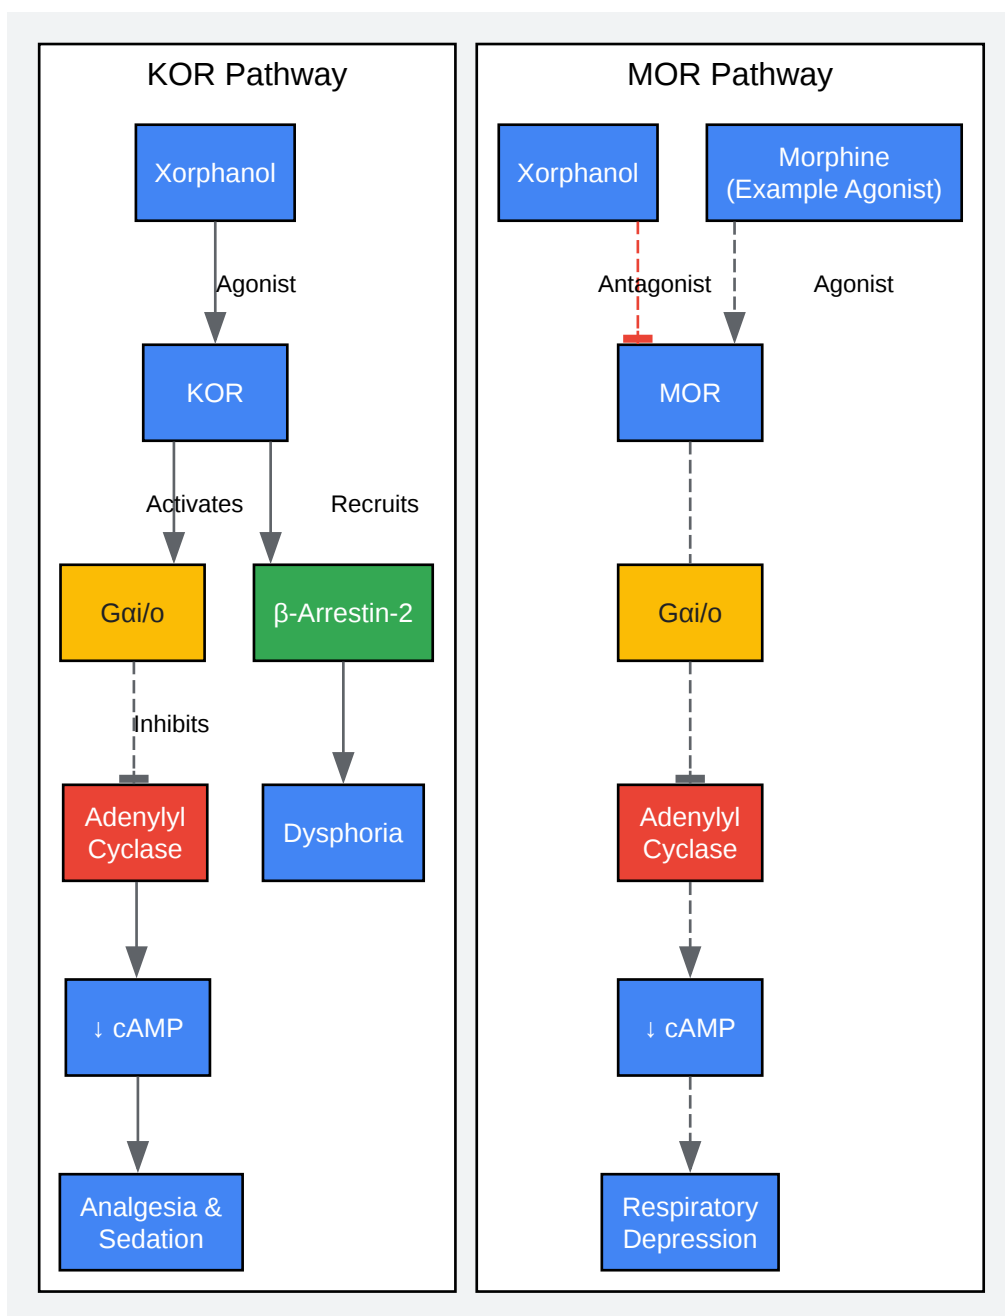 KOR Pathway
Xorphanol
Agonist
KOR
Activates
Recruits
Gαi/o
β-Arrestin-2
Inhibits
Adenylyl
Cyclase
Dysphoria
↓ cAMP
Analgesia &
Sedation
MOR Pathway
Xorphanol
Morphine
(Example Agonist)
Antagonist
Agonist
MOR
Gαi/o
Adenylyl
Cyclase
↓ cAMP
Respiratory
Depression